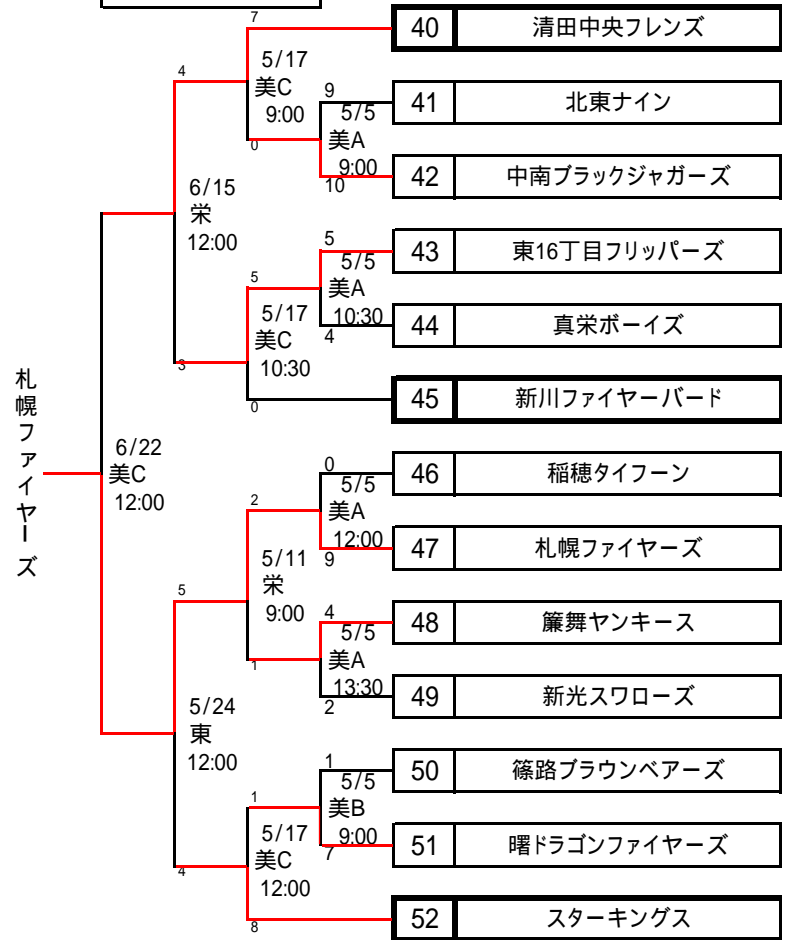 7
40 清田中央フレンズ
5/17
美C
9:00
4
9
41 北東ナイン
5/5
美A
9:00
0
10
42 中南ブラックジャガーズ
6/15
栄
12:00
5
43 東16丁目フリッパーズ
5/5
美A
10:30
5
4
44 真栄ボーイズ
5/17
美C
10:30
3
0
45 新川ファイヤーバード
札幌ファイヤーズ
6/22
美C
12:00
0
46 稲穂タイフーン
5/5
美A
12:00
2
9
47 札幌ファイヤーズ
5/11
栄
9:00
5
4
48 簾舞ヤンキース
5/5
美A
13:30
1
2
49 新光スワローズ
5/24
東
12:00
1
50 篠路ブラウンベアーズ
5/5
美B
9:00
1
7
51 曙ドラゴンファイヤーズ
5/17
美C
12:00
4
8
52 スターキングス